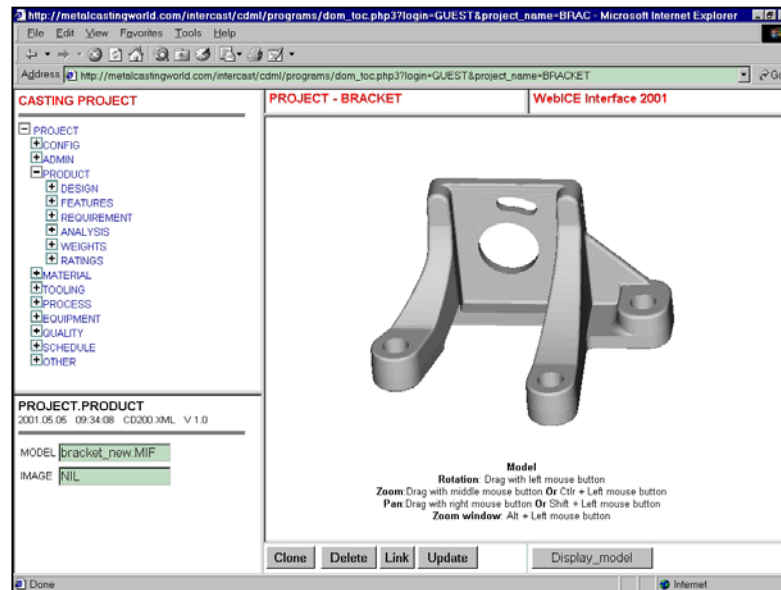 http://metalcastingworld.com/intercast/cdml/programs/dom_toc.php3?login=GUEST&project_name=BRAC - Microsoft Internet Explorer
File Edit View Favorites Tools Help
Address http://metalcastingworld.com/intercast/cdml/programs/dom_toc.php3?login=GUEST&project_name=BRACKET Go
CASTING PROJECT
PROJECT
CONFIG
ADMIN
PRODUCT
DESIGN
FEATURES
REQUIREMENT
ANALYSIS
WEIGHTS
RATINGS
MATERIAL
TOOLING
PROCESS
EQUIPMENT
QUALITY
SCHEDULE
OTHER
PROJECT.PRODUCT
2001.05.05 09:34:08 CD200.XML V 1.0
MODEL bracket_new.MIF
IMAGE NIL
PROJECT - BRACKET
WebICE Interface 2001
Model
Rotation: Drag with left mouse button
Zoom:Drag with middle mouse button Or Ctlr + Left mouse button
Pan:Drag with right mouse button Or Shift + Left mouse button
Zoom window: Alt + Left mouse button
Clone Delete Link Update Display_model
Done Internet